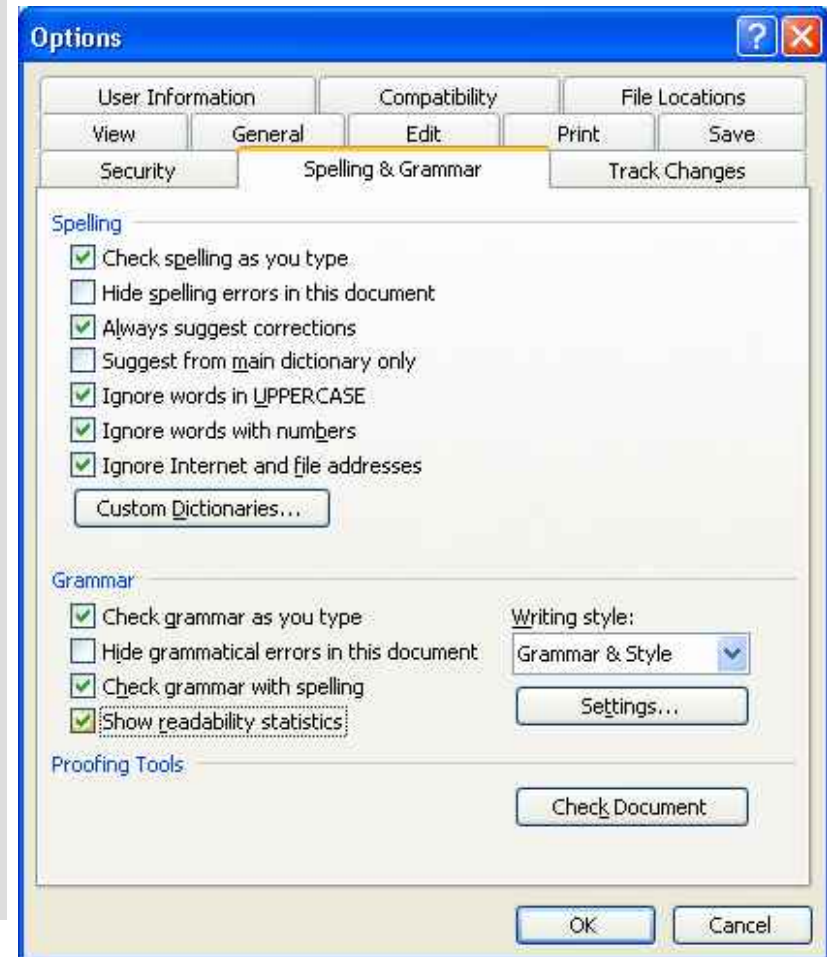 Options
User Information Compatibility File Locations
View General Edit Print Save
Security Spelling & Grammar Track Changes
Spelling
Check spelling as you type
Hide spelling errors in this document
Always suggest corrections
Suggest from main dictionary only
Ignore words in UPPERCASE
Ignore words with numbers
Ignore Internet and file addresses
Custom Dictionaries...
Grammar
Check grammar as you type Writing style:
Hide grammatical errors in this document Grammar & Style
Check grammar with spelling Settings...
Show readability statistics
Proofing Tools
Check Document
OK Cancel